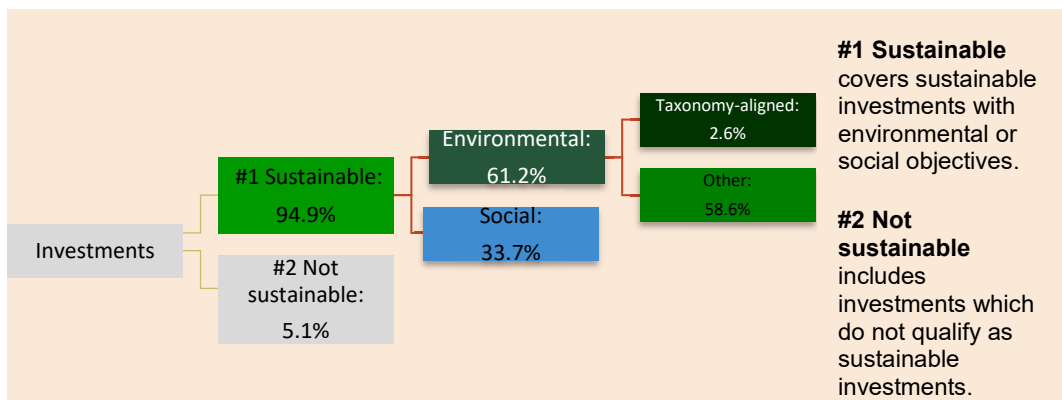 Investments
#1 Sustainable:
94.9%
#2 Not
sustainable:
5.1%
Environmental:
61.2%
Social:
33.7%
Taxonomy-aligned:
2.6%
Other:
58.6%
#1 Sustainable
covers sustainable
investments with
environmental or
social objectives.
#2 Not
sustainable
includes
investments which
do not qualify as
sustainable
investments.